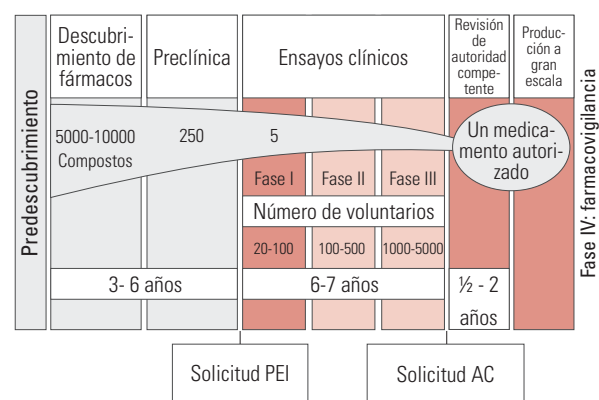 Predescubrimiento
Descubri-
miento de
fármacos
Preclínica
Ensayos clínicos
Revisión
de
autoridad
compe-
tente
Produc-
ción a
gran
escala
5000-10000
Compostos
250
5
Un medica-
mento autori-
zado
Fase I
Fase II
Fase III
Número de voluntarios
20-100
100-500
1000-5000
3- 6 años
6-7 años
½ - 2
años
Solicitud PEI
Solicitud AC
Fase IV: farmacovigilancia